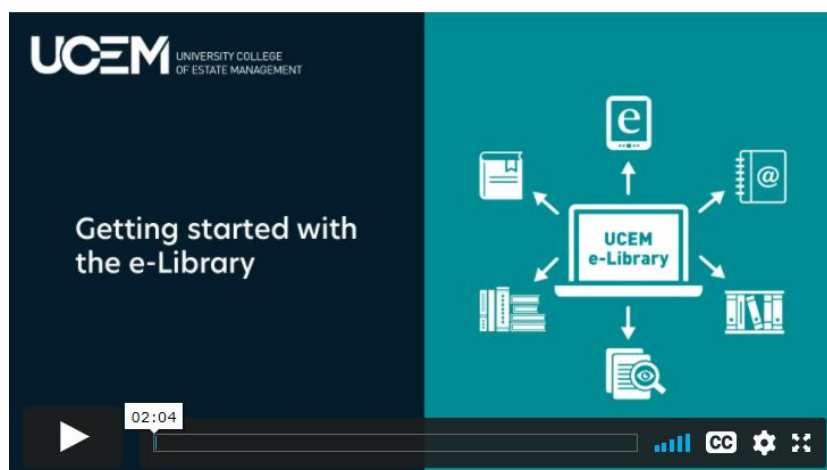 UCEM
UNIVERSITY COLLEGE
OF ESTATE MANAGEMENT
Getting started with
the e-Library
e
@
UCEM
e-Library
02:04
CC